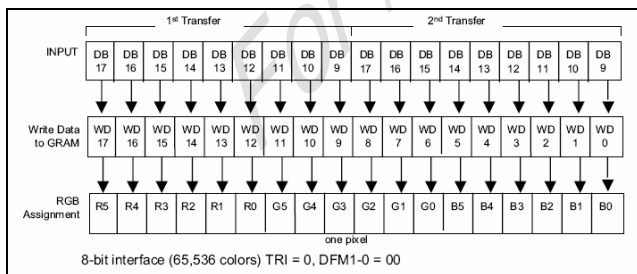 1st Transfer 2nd Transfer
INPUT DB 17 DB 16 DB 15 DB 14 DB 13 DB 12 DB 11 DB 10 DB 9 DB 17 DB 16 DB 15 DB 14 DB 13 DB 12 DB 11 DB 10 DB 9
Write Data to GRAM WD 17 WD 16 WD 15 WD 14 WD 13 WD 12 WD 11 WD 10 WD 9 WD 8 WD 7 WD 6 WD 5 WD 4 WD 3 WD 2 WD 1 WD 0
RGB Assignment R5 R4 R3 R2 R1 R0 G5 G4 G3 G2 G1 G0 B5 B4 B3 B2 B1 B0
one pixel
8-bit interface (65,536 colors) TRI = 0, DFM1-0 = 00
For